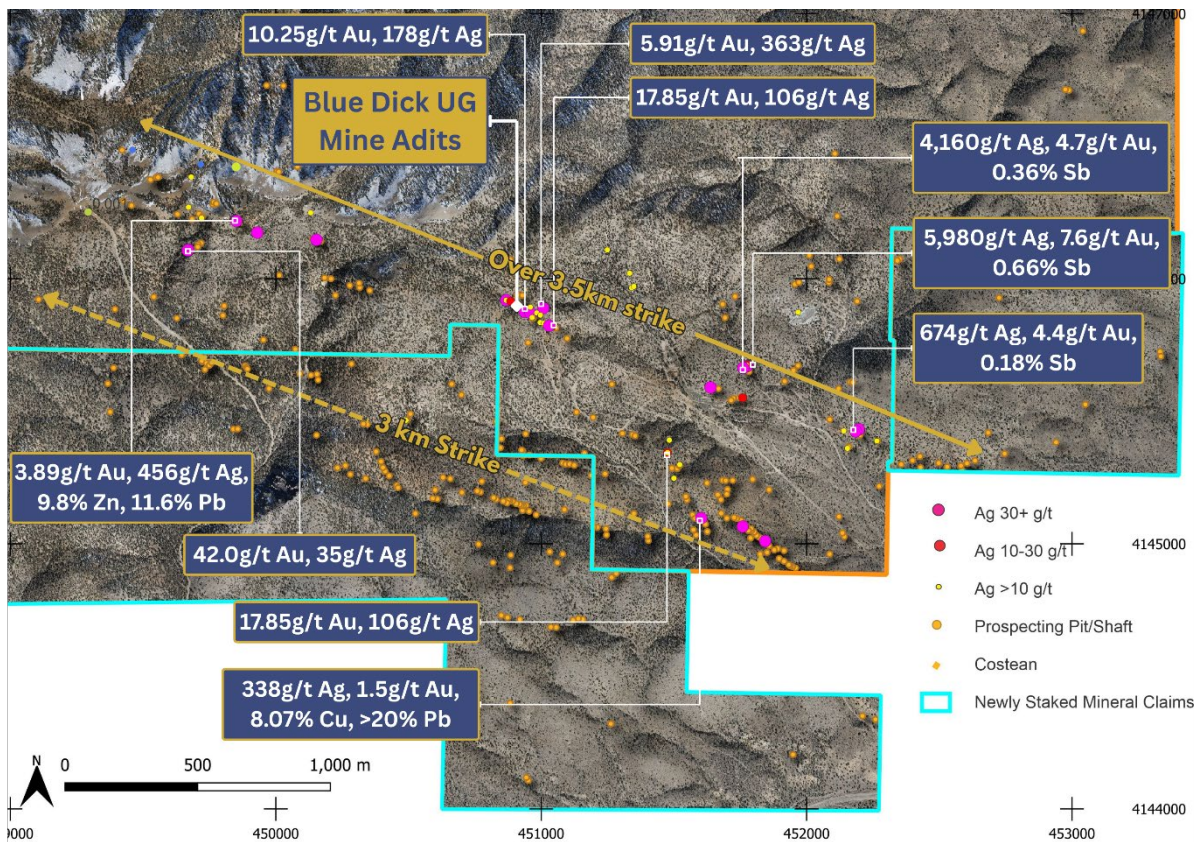 4147000
10.25g/t Au, 178g/t Ag
5.91g/t Au, 363g/t Ag
Blue Dick UG
Mine Adits
17.85g/t Au, 106g/t Ag
4,160g/t Ag, 4.7g/t Au,
0.36% Sb
5,980g/t Ag, 7.6g/t Au,
0.66% Sb
Over 3.5km strike
674g/t Ag, 4.4g/t Au,
0.18% Sb
3 km Strike
3.89g/t Au, 456g/t Ag,
9.8% Zn, 11.6% Pb
42.0g/t Au, 35g/t Ag
17.85g/t Au, 106g/t Ag
338g/t Ag, 1.5g/t Au,
8.07% Cu, >20% Pb
Ag 30+ g/t
4145000
Ag 10-30 g/t
Ag >10 g/t
Prospecting Pit/Shaft
Costean
Newly Staked Mineral Claims
N
0 500 1,000 m
4144000
450000
451000
452000
453000